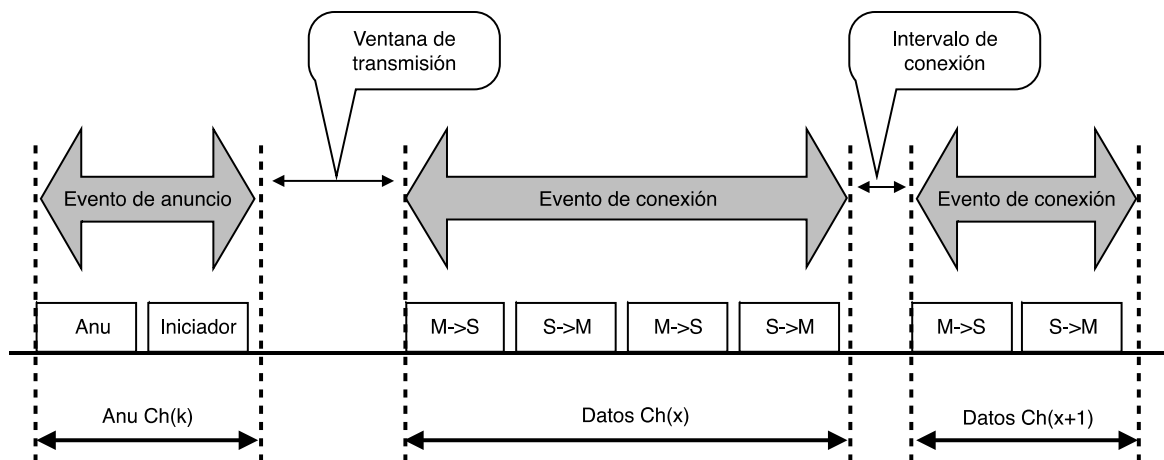 Ventana de
transmisión
Intervalo de
conexión
Evento de anuncio
Evento de conexión
Evento de conexión
Anu
Iniciador
M->S
S->M
M->S
S->M
M->S
S->M
Anu Ch(k)
Datos Ch(x)
Datos Ch(x+1)